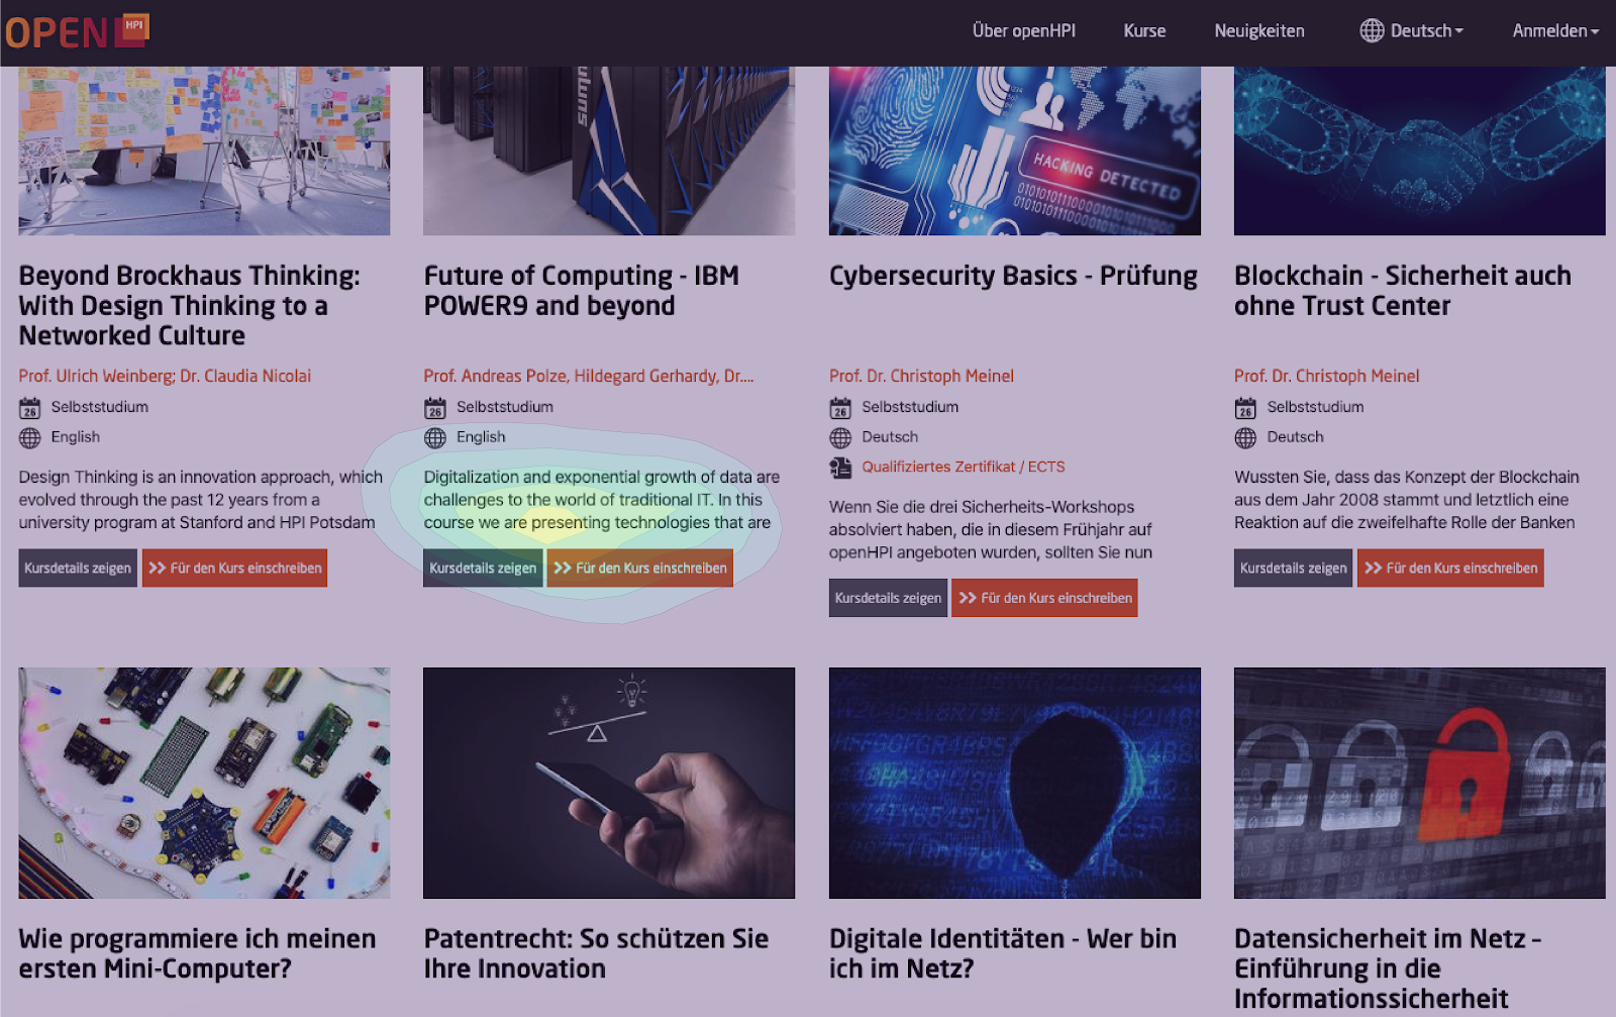 OPEN HPI
Über openHPI
Kurse
Neuigkeiten
Deutsch
Anmelden
HACKING DETECTED
Beyond Brockhaus Thinking:
With Design Thinking to a
Networked Culture
Prof. Ulrich Weinberg; Dr. Claudia Nicolai
26 Selbststudium
English
Design Thinking is an innovation approach, which
evolved through the past 12 years from a
university program at Stanford and HPI Potsdam
Kursdetails zeigen
>> Für den Kurs einschreiben
Future of Computing - IBM
POWER9 and beyond
Prof. Andreas Polze, Hildegard Gerhardy, Dr....
26 Selbststudium
English
Digitalization and exponential growth of data are
challenges to the world of traditional IT. In this
course we are presenting technologies that are
Kursdetails zeigen
>> Für den Kurs einschreiben
Cybersecurity Basics - Prüfung
Prof. Dr. Christoph Meinel
26 Selbststudium
Deutsch
Qualifiziertes Zertifikat / ECTS
Wenn Sie die drei Sicherheits-Workshops
absolviert haben, die in diesem Frühjahr auf
openHPI angeboten wurden, sollten Sie nun
Kursdetails zeigen
>> Für den Kurs einschreiben
Blockchain - Sicherheit auch
ohne Trust Center
Prof. Dr. Christoph Meinel
26 Selbststudium
Deutsch
Wussten Sie, dass das Konzept der Blockchain
aus dem Jahr 2008 stammt und letztlich eine
Reaktion auf die zweifelhafte Rolle der Banken
Kursdetails zeigen
>> Für den Kurs einschreiben
Wie programmiere ich meinen
ersten Mini-Computer?
Patentrecht: So schützen Sie
Ihre Innovation
Digitale Identitäten - Wer bin
ich im Netz?
Datensicherheit im Netz –
Einführung in die
Informationssicherheit